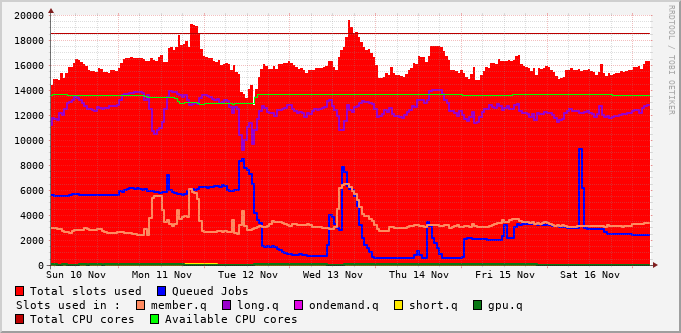 20000
18000
16000
14000
12000
10000
8000
6000
4000
2000
0
Sun 10 Nov Mon 11 Nov Tue 12 Nov Wed 13 Nov Thu 14 Nov Fri 15 Nov Sat 16 Nov
Total slots used Queued Jobs
Slots used in : member.q long.q ondemand.q short.q gpu.q
Total CPU cores Available CPU cores
RRDTOOL / TOBI OETIKER